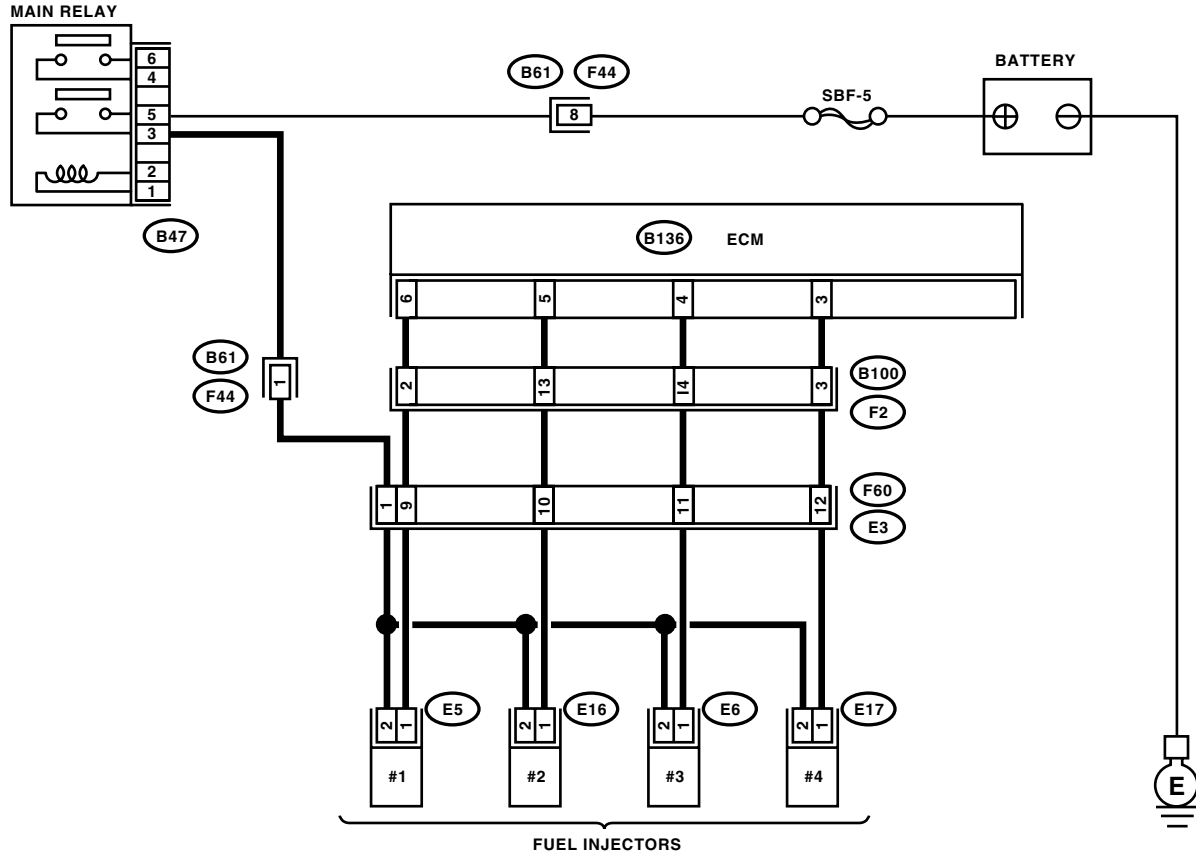 MAIN RELAY
6
4
5
3
2
1
B47
B61 F44
8
SBF-5
BATTERY
B136 ECM
6 5 4 3
B61
F44
1
2 13 14 3
B100
F2
1 9 10 11 12
F60
E3
2 1 E5
2 1 E16
2 1 E6
2 1 E17
#1 #2 #3 #4
E
FUEL INJECTORS